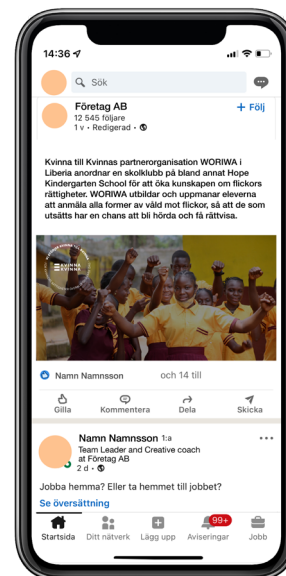 14:36
Sök
Företag AB
12 545 följare
1 v • Redigerad •
+ Följ
Kvinna till Kvinnas partnerorganisation WORIWA i
Liberia anordnar en skolklubb på bland annat Hope
Kindergarten School för att öka kunskapen om flickors
rättigheter. WORIWA utbildar och uppmanar eleverna
att anmäla alla former av våld mot flickor, så att de som
utsätts har en chans att bli hörda och få rättvisa.
KVINNA
KVINNA
Namn Namnsson och 14 till
Gilla Kommentera Dela Skicka
Namn Namnsson 1:a
Team Leader and Creative coach
at Företag AB
2 d •
Jobba hemma? Eller ta hemmet till jobbet?
Se översättning
99+
Startsida Ditt nätverk Lägg upp Aviseringar Jobb